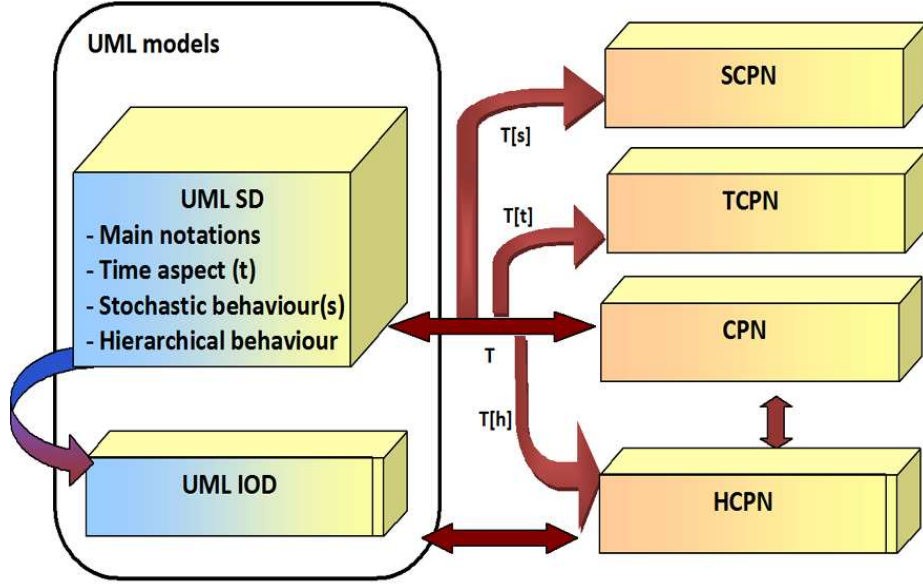 UML models
UML SD
- Main notations
- Time aspect (t)
- Stochastic behaviour(s)
- Hierarchical behaviour
UML IOD
T[s]
T[t]
T
T[h]
SCPN
TCPN
CPN
HCPN